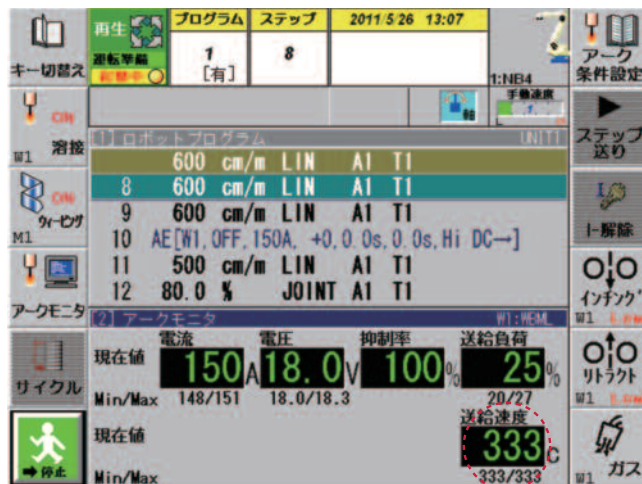 キー切替え
再生
運転準備
プログラム
ステップ
2011/5/26 13:07
1
[有]
8
1:NB4
アーク
条件設定
手動速度
軸
ON
溶接
W1
[1] ロボットプログラム
UNIT1
600 cm/m LIN A1 T1
8 600 cm/m LIN A1 T1
9 600 cm/m LIN A1 T1
10 AE[W1,OFF,150A, +0,0.0s,0.0s,Hi DC→]
11 500 cm/m LIN A1 T1
12 80.0 % JOINT A1 T1
ステップ
送り
ON
ウィービング
M1
I-解除
インチング
W1
アークモニタ
[2] アークモニタ
W1:WBML
電流
電圧
抑制率
送給負荷
現在値
150 A
18.0 V
100 %
25 %
Min/Max
148/151
18.0/18.3
20/27
サイクル
リトラクト
W1
送給速度
現在値
333 C
Min/Max
333/333
停止
ガス
W1